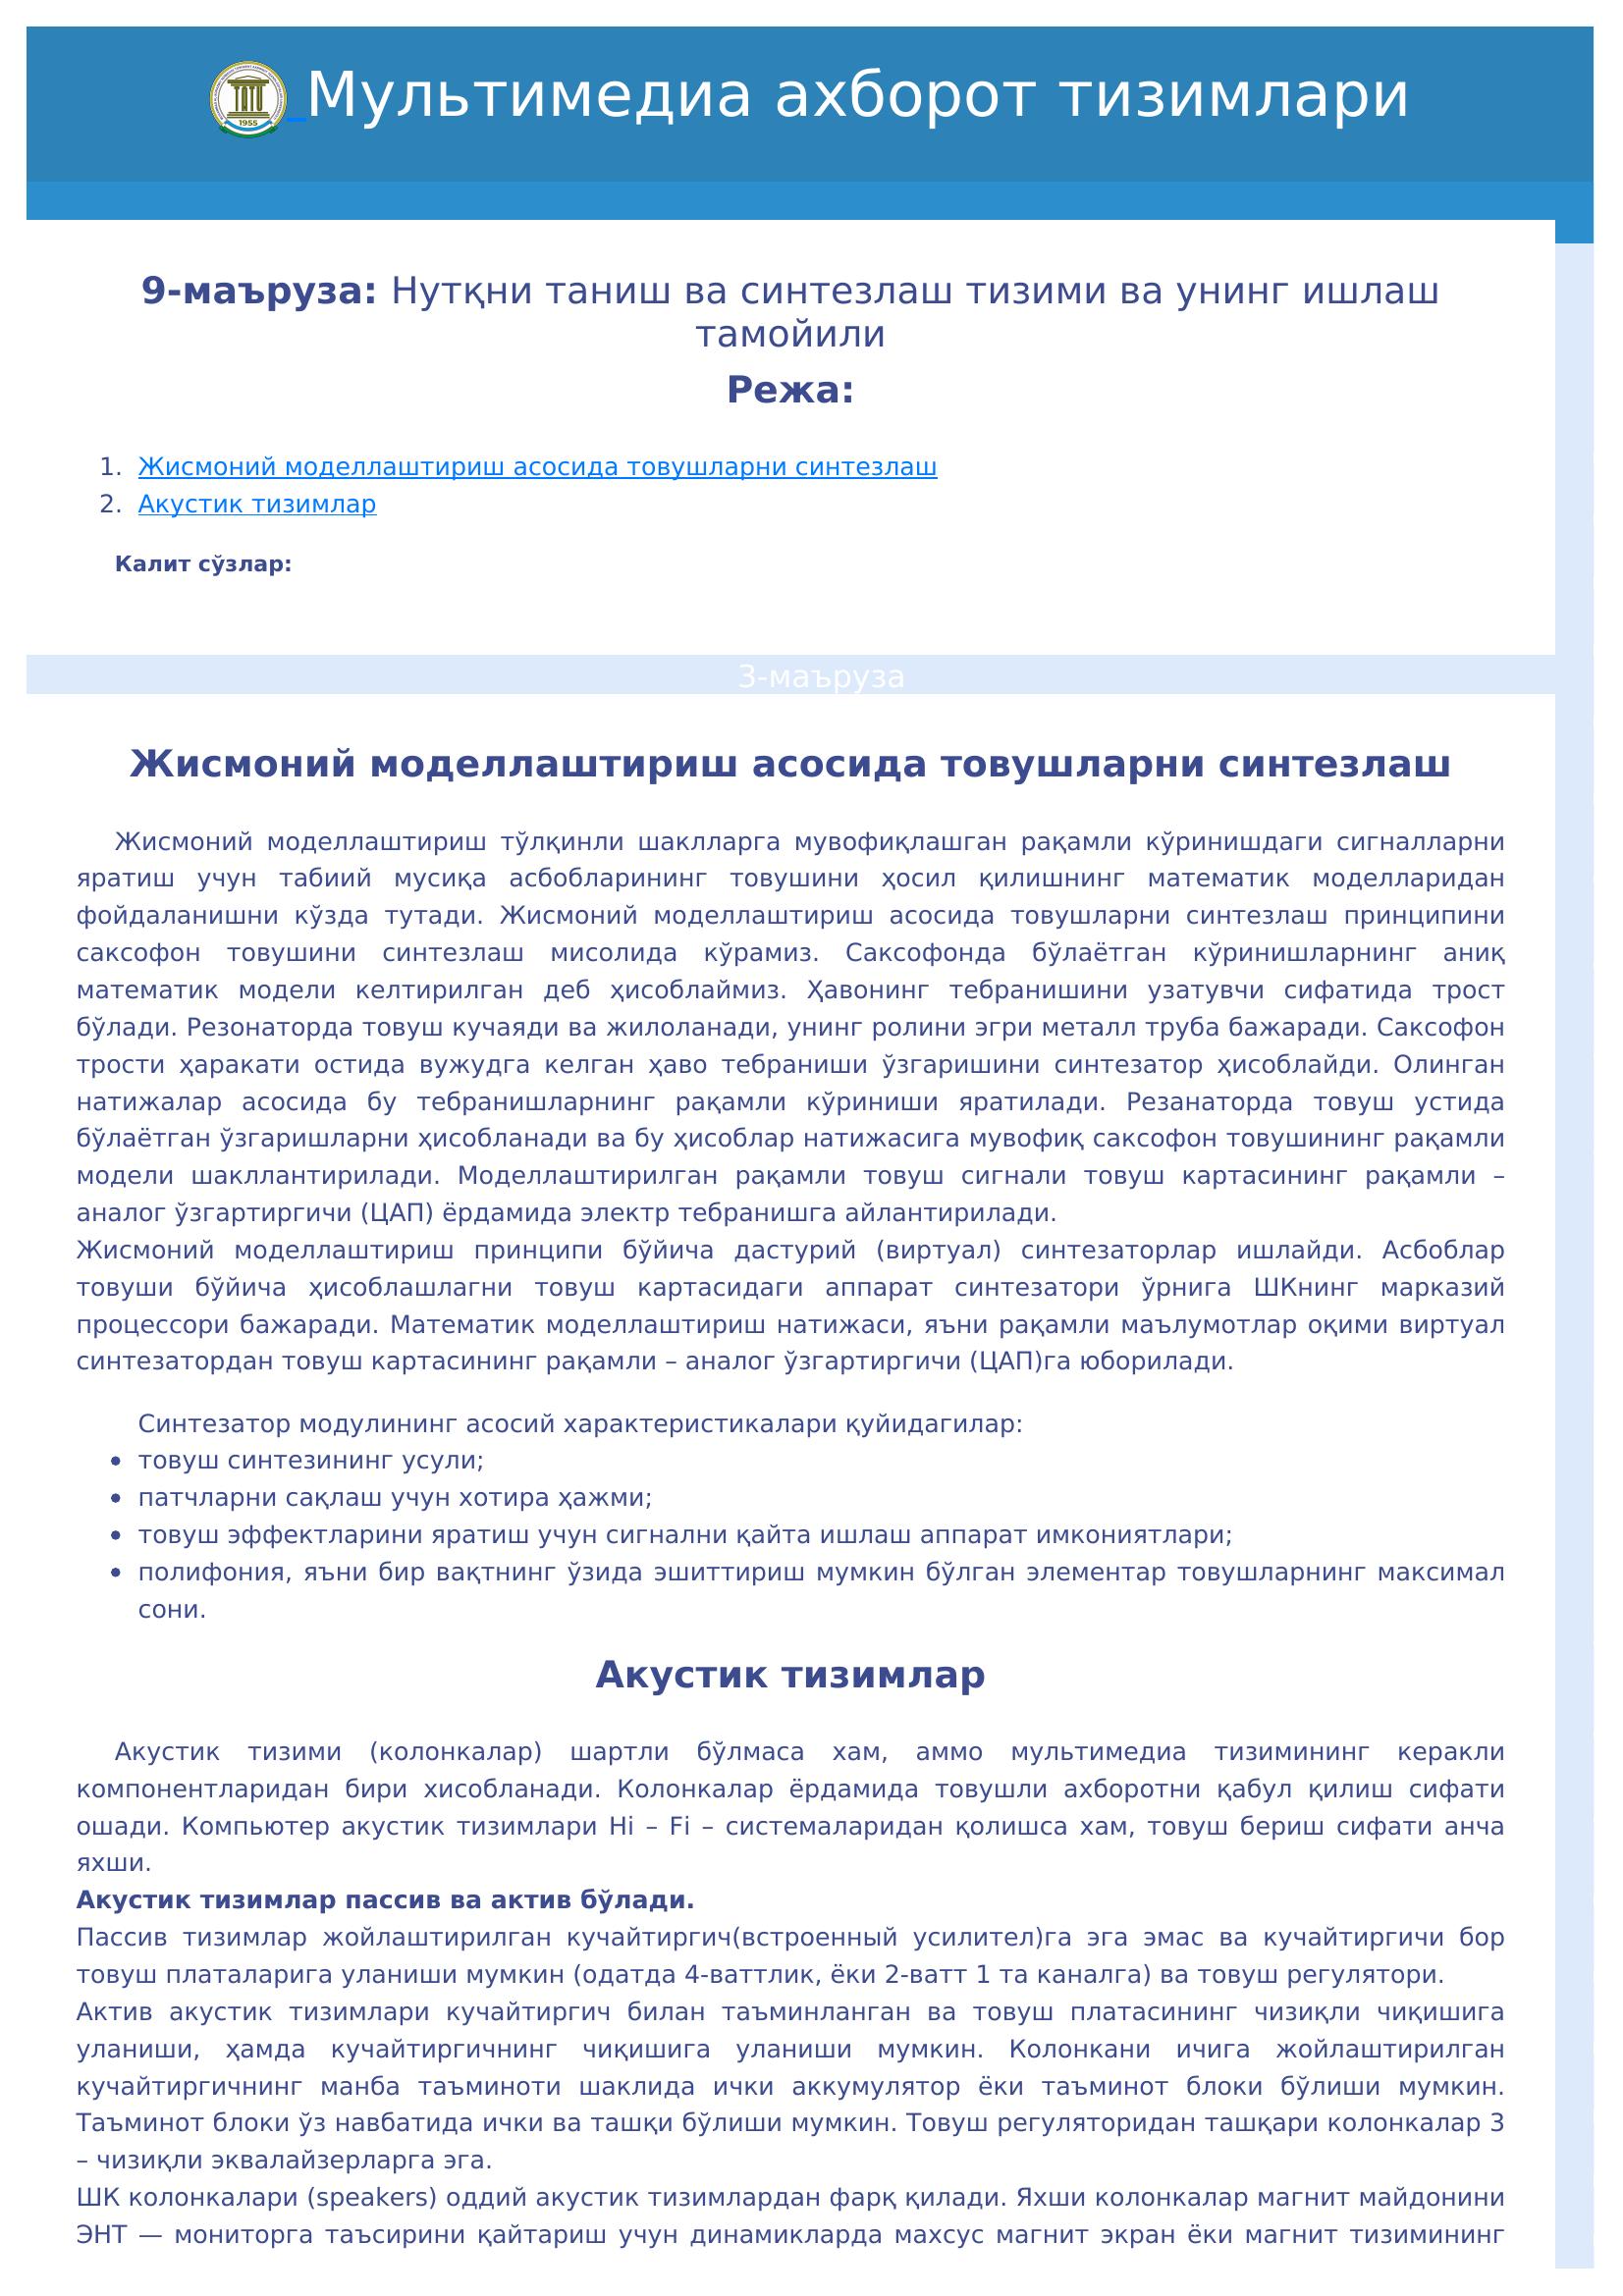 1955
Мультимедиа ахборот тизимлари
9-маъруза: Нутқни таниш ва синтезлаш тизими ва унинг ишлаш
тамойили
Режа:
1. Жисмоний моделлаштириш асосида товушларни синтезлаш
2. Акустик тизимлар
Калит сўзлар:
3-маъруза
Жисмоний моделлаштириш асосида товушларни синтезлаш
Жисмоний моделлаштириш тўлқинли шаклларга мувофиқлашган рақамли кўринишдаги сигналларни
яратиш учун табиий мусиқа асбобларининг товушини ҳосил қилишнинг математик моделларидан
фойдаланишни кўзда тутади. Жисмоний моделлаштириш асосида товушларни синтезлаш принципини
саксофон товушини синтезлаш мисолида кўрамиз. Саксофонда бўлаётган кўринишларнинг аниқ
математик модели келтирилган деб ҳисоблаймиз. Ҳавонинг тебранишини узатувчи сифатида трост
бўлади. Резонаторда товуш кучаяди ва жилоланади, унинг ролини эгри металл труба бажаради. Саксофон
трости ҳаракати остида вужудга келган ҳаво тебраниши ўзгаришини синтезатор ҳисоблайди. Олинган
натижалар асосида бу тебранишларнинг рақамли кўриниши яратилади. Резанаторда товуш устида
бўлаётган ўзгаришларни ҳисобланади ва бу ҳисоблар натижасига мувофиқ саксофон товушининг рақамли
модели шакллантирилади. Моделлаштирилган рақамли товуш сигнали товуш картасининг рақамли –
аналог ўзгартиргичи (ЦАП) ёрдамида электр тебранишга айлантирилади.
Жисмоний моделлаштириш принципи бўйича дастурий (виртуал) синтезаторлар ишлайди. Асбоблар
товуши бўйича ҳисоблашлагни товуш картасидаги аппарат синтезатори ўрнига ШКнинг марказий
процессори бажаради. Математик моделлаштириш натижаси, яъни рақамли маълумотлар оқими виртуал
синтезатордан товуш картасининг рақамли – аналог ўзгартиргичи (ЦАП)га юборилади.
Синтезатор модулининг асосий характеристикалари қуйидагилар:
• товуш синтезининг усули;
• патчларни сақлаш учун хотира ҳажми;
• товуш эффектларини яратиш учун сигнални қайта ишлаш аппарат имкониятлари;
• полифония, яъни бир вақтнинг ўзида эшиттириш мумкин бўлган элементар товушларнинг максимал
сони.
Акустик тизимлар
Акустик тизими (колонкалар) шартли бўлмаса хам, аммо мультимедиа тизимининг керакли
компонентларидан бири хисобланади. Колонкалар ёрдамида товушли ахборотни қабул қилиш сифати
ошади. Компьютер акустик тизимлари Hi – Fi – системаларидан қолишса хам, товуш бериш сифати анча
яхши.
Акустик тизимлар пассив ва актив бўлади.
Пассив тизимлар жойлаштирилган кучайтиргич(встроенный усилител)га эга эмас ва кучайтиргичи бор
товуш платаларига уланиши мумкин (одатда 4-ваттлик, ёки 2-ватт 1 та каналга) ва товуш регулятори.
Актив акустик тизимлари кучайтиргич билан таъминланган ва товуш платасининг чизиқли чиқишига
уланиши, ҳамда кучайтиргичнинг чиқишига уланиши мумкин. Колонкани ичига жойлаштирилган
кучайтиргичнинг манба таъминоти шаклида ички аккумулятор ёки таъминот блоки бўлиши мумкин.
Таъминот блоки ўз навбатида ички ва ташқи бўлиши мумкин. Товуш регуляторидан ташқари колонкалар 3
– чизиқли эквалайзерларга эга.
ШК колонкалари (speakers) оддий акустик тизимлардан фарқ қилади. Яхши колонкалар магнит майдонини
ЭНТ — мониторга таъсирини қайтариш учун динамикларда махсус магнит экран ёки магнит тизимининг